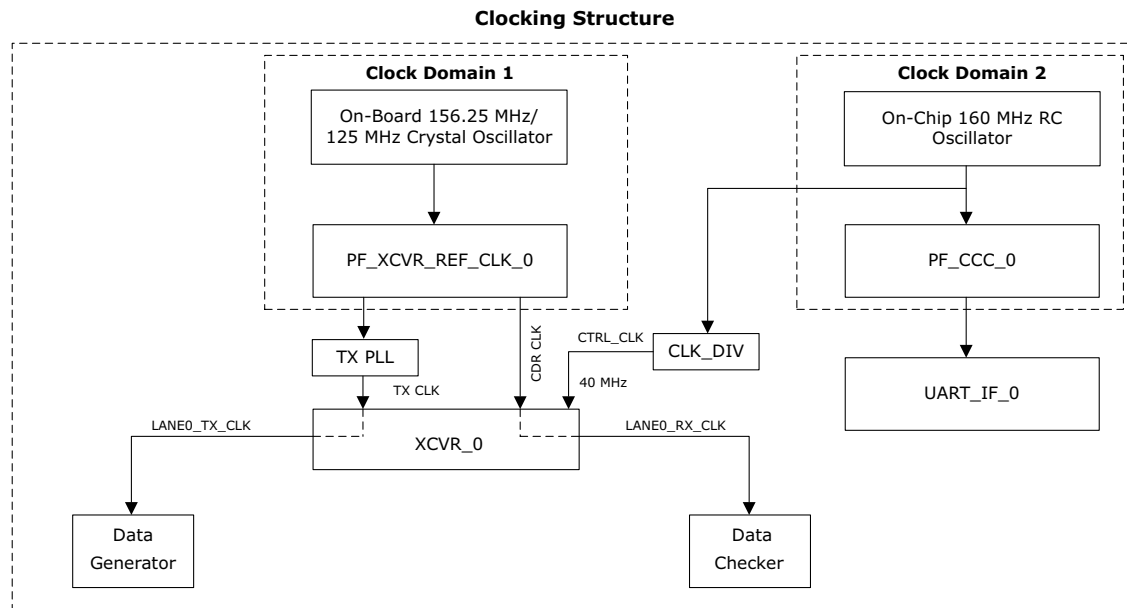 Clocking Structure
Clock Domain 1
Clock Domain 2
On-Board 156.25 MHz/
125 MHz Crystal Oscillator
On-Chip 160 MHz RC
Oscillator
PF_XCVR_REF_CLK_0
PF_CCC_0
TX PLL
CDR CLK
CTRL_CLK
CLK_DIV
TX CLK
40 MHz
UART_IF_0
LANE0_TX_CLK
XCVR_0
LANE0_RX_CLK
Data
Generator
Data
Checker